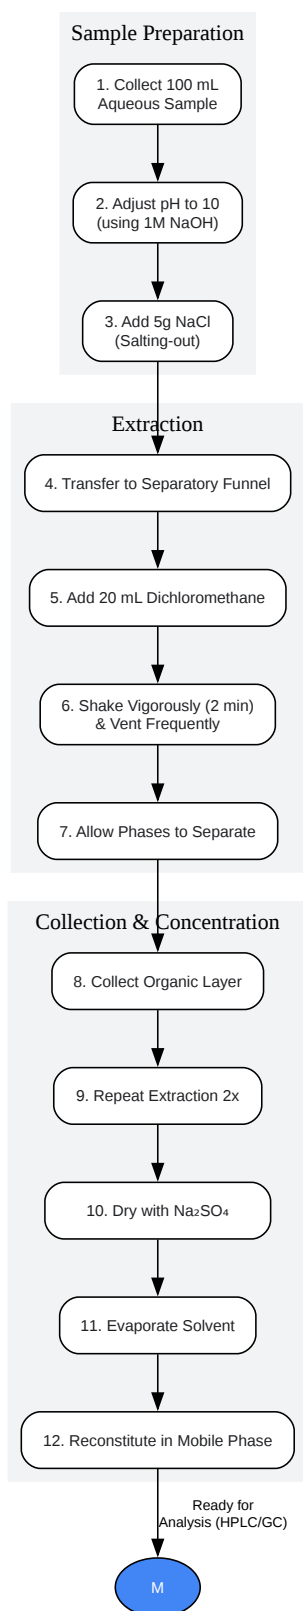 Sample Preparation
1. Collect 100 mL
Aqueous Sample
2. Adjust pH to 10
(using 1M NaOH)
3. Add 5g NaCl
(Salting-out)
Extraction
4. Transfer to Separatory Funnel
5. Add 20 mL Dichloromethane
6. Shake Vigorously (2 min)
& Vent Frequently
7. Allow Phases to Separate
Collection & Concentration
8. Collect Organic Layer
9. Repeat Extraction 2x
10. Dry with Na₂SO₄
11. Evaporate Solvent
12. Reconstitute in Mobile Phase
Ready for
Analysis (HPLC/GC)
M